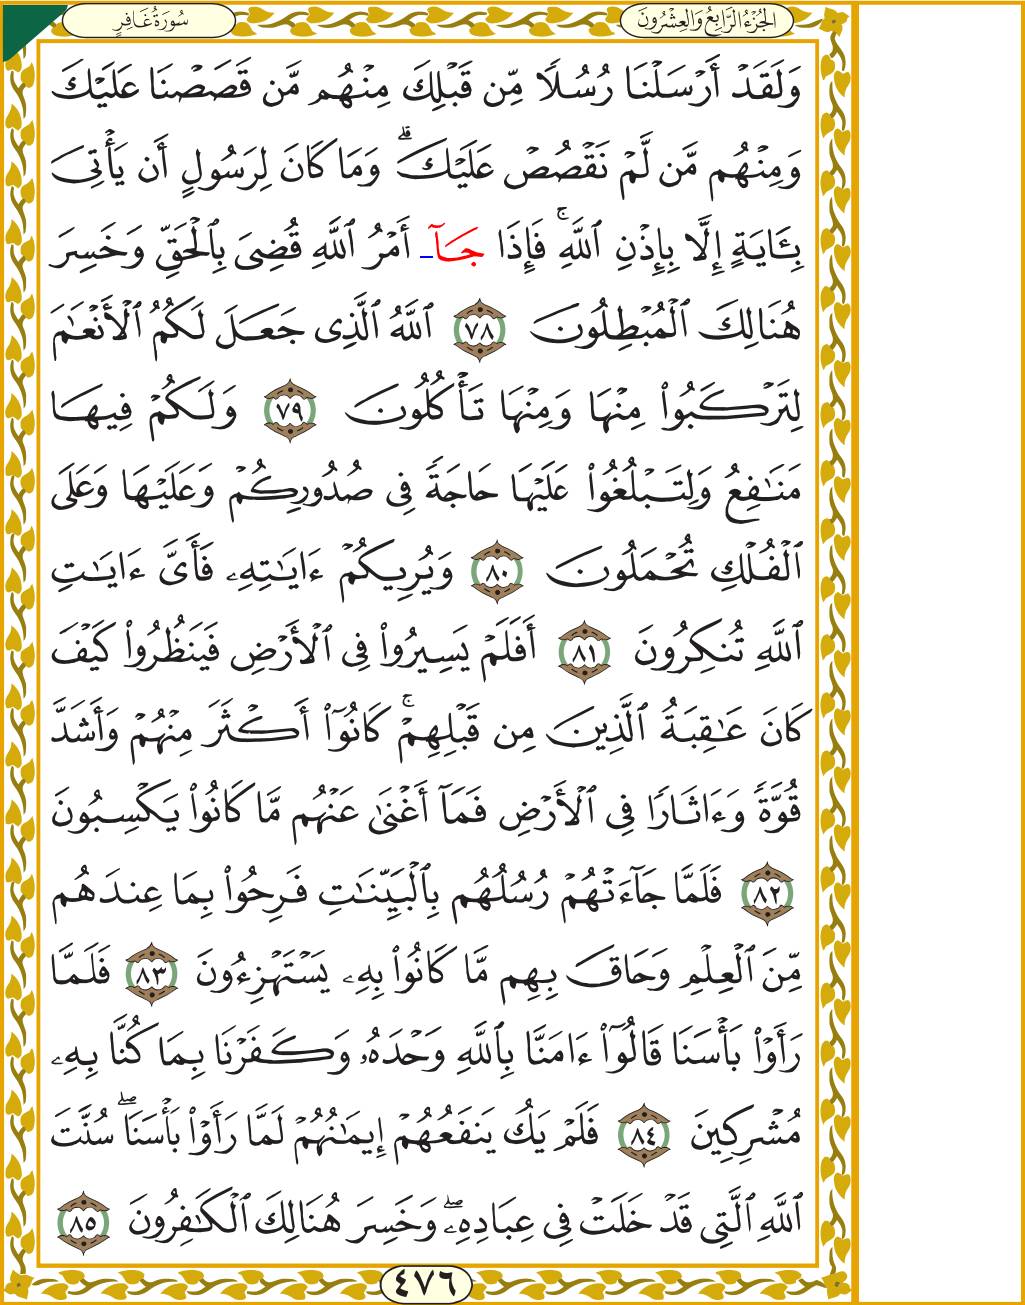 سُورَةُ غَافِرٍ
الجُزْءُ الرَّابِعُ وَالعِشْرُونَ
وَلَقَدْ أَرْسَلْنَا رُسُلًا مِّن قَبْلِكَ مِنْهُم مَّن قَصَصْنَا عَلَيْكَ
وَمِنْهُم مَّن لَّمْ نَقْصُصْ عَلَيْكَۗ وَمَا كَانَ لِرَسُولٍ أَن يَأْتِىَ
بِـَٔايَةٍ إِلَّا بِإِذْنِ ٱللَّهِۚ فَإِذَا جَآـ أَمْرُ ٱللَّهِ قُضِىَ بِٱلْحَقِّ وَخَسِرَ
هُنَالِكَ ٱلْمُبْطِلُونَ ٧٨ ٱللَّهُ ٱلَّذِى جَعَلَ لَكُمُ ٱلْأَنْعَٰمَ
لِتَرْكَبُوا۟ مِنْهَا وَمِنْهَا تَأْكُلُونَ ٧٩ وَلَكُمْ فِيهَا
مَنَٰفِعُ وَلِتَبْلُغُوا۟ عَلَيْهَا حَاجَةً فِى صُدُورِكُمْ وَعَلَيْهَا وَعَلَى
ٱلْفُلْكِ تُحْمَلُونَ ٨٠ وَيُرِيكُمْ ءَايَٰتِهِۦ فَأَىَّ ءَايَٰتِ
ٱللَّهِ تُنكِرُونَ ٨١ أَفَلَمْ يَسِيرُوا۟ فِى ٱلْأَرْضِ فَيَنظُرُوا۟ كَيْفَ
كَانَ عَٰقِبَةُ ٱلَّذِينَ مِن قَبْلِهِمْۚ كَانُوٓا۟ أَكْثَرَ مِنْهُمْ وَأَشَدَّ
قُوَّةً وَءَاثَارًا فِى ٱلْأَرْضِ فَمَآ أَغْنَىٰ عَنْهُم مَّا كَانُوا۟ يَكْسِبُونَ
٨٢ فَلَمَّا جَآءَتْهُمْ رُسُلُهُم بِٱلْبَيِّنَٰتِ فَرِحُوا۟ بِمَا عِندَهُم
مِّنَ ٱلْعِلْمِ وَحَاقَ بِهِم مَّا كَانُوا۟ بِهِۦ يَسْتَهْزِءُونَ ٨٣ فَلَمَّا
رَأَوْا۟ بَأْسَنَا قَالُوٓا۟ ءَامَنَّا بِٱللَّهِ وَحْدَهُۥ وَكَفَرْنَا بِمَا كُنَّا بِهِۦ
مُشْرِكِينَ ٨٤ فَلَمْ يَكُ يَنفَعُهُمْ إِيمَٰنُهُمْ لَمَّا رَأَوْا۟ بَأْسَنَاۖ سُنَّتَ
ٱللَّهِ ٱلَّتِى قَدْ خَلَتْ فِى عِبَادِهِۦۖ وَخَسِرَ هُنَالِكَ ٱلْكَٰفِرُونَ ٨٥
٤٧٦